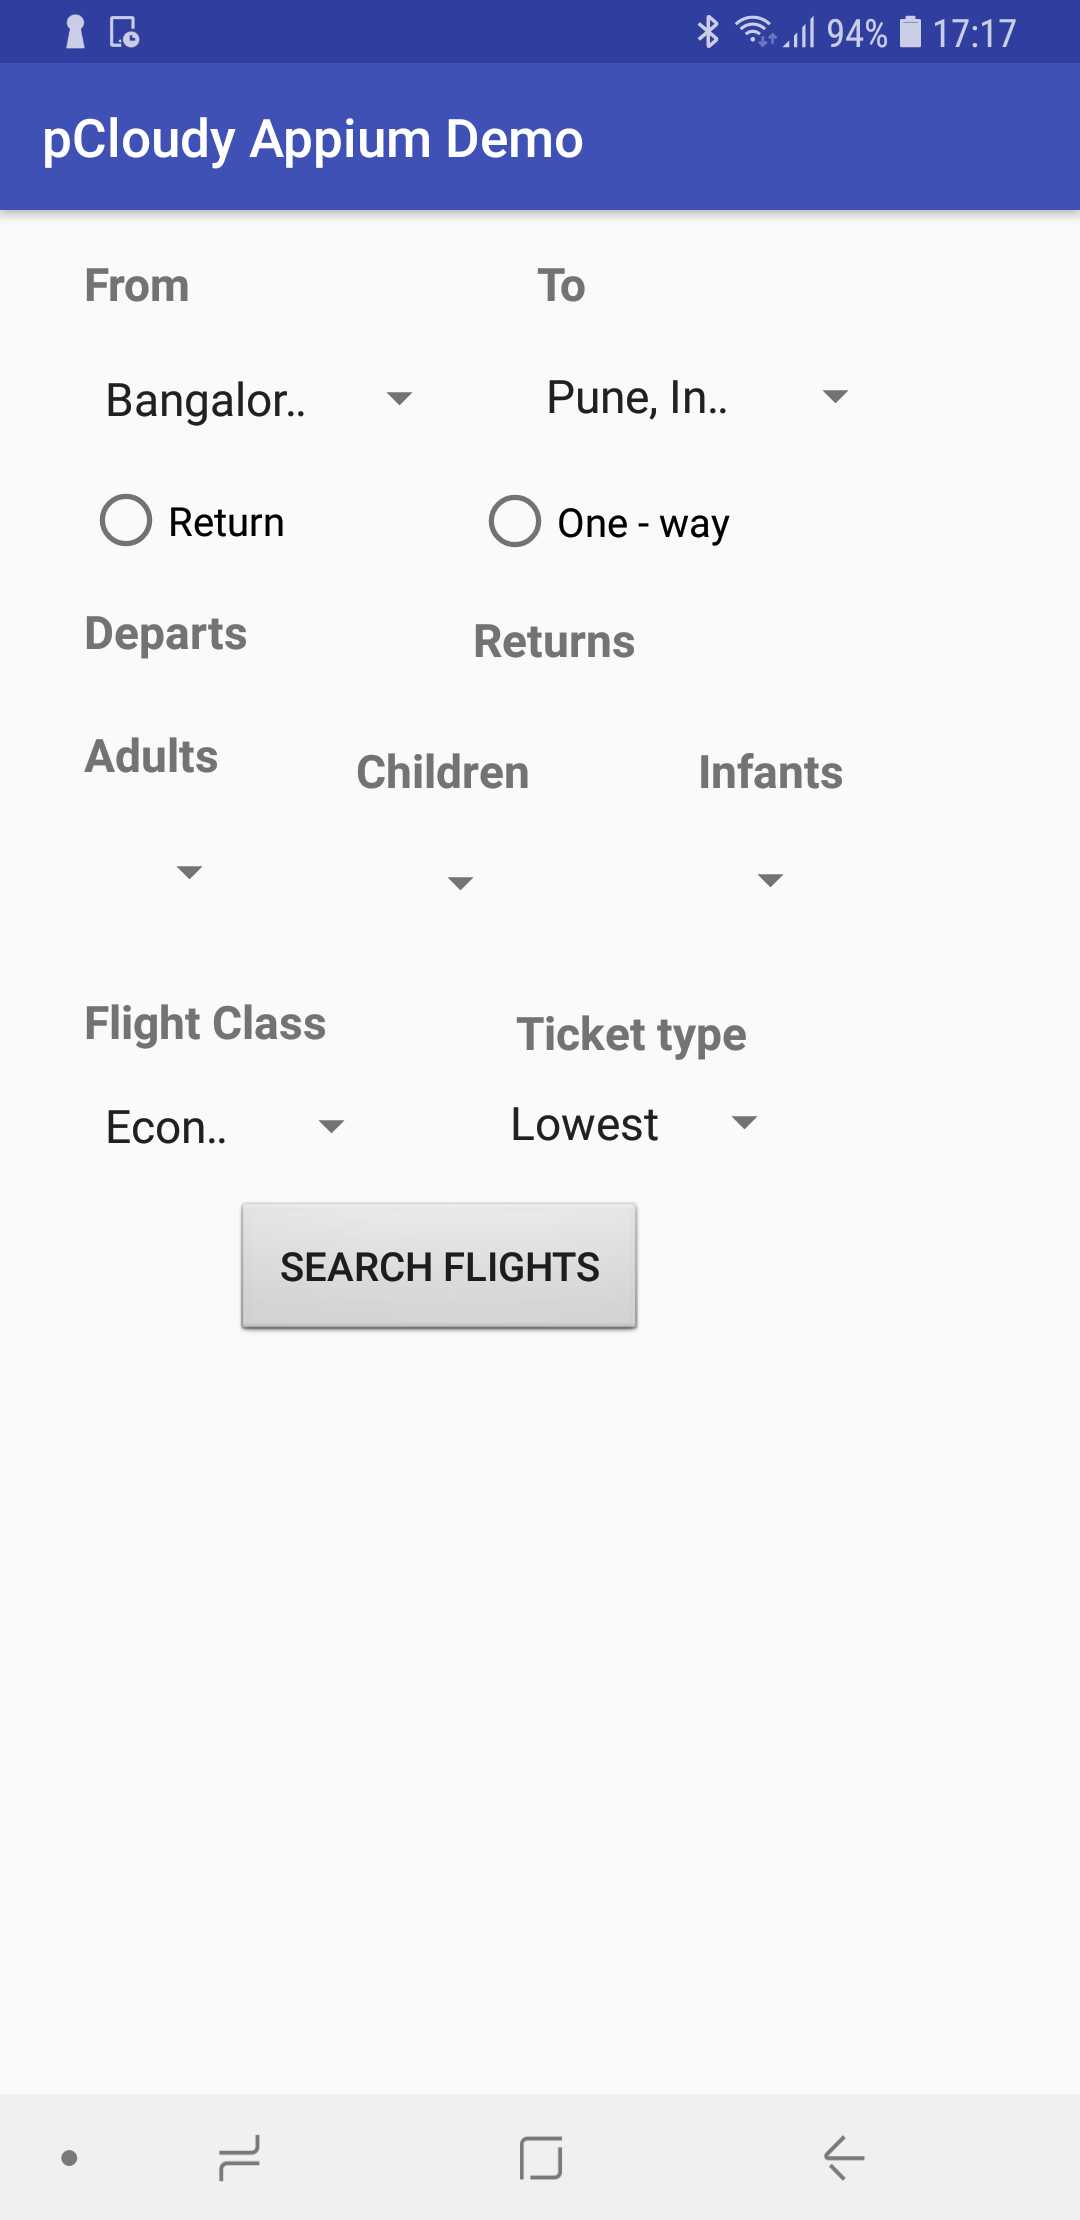 94% 17:17
pCloudy Appium Demo
From To
Bangalor.. Pune, In..
Return One - way
Departs Returns
Adults Children Infants
Flight Class Ticket type
Econ.. Lowest
SEARCH FLIGHTS